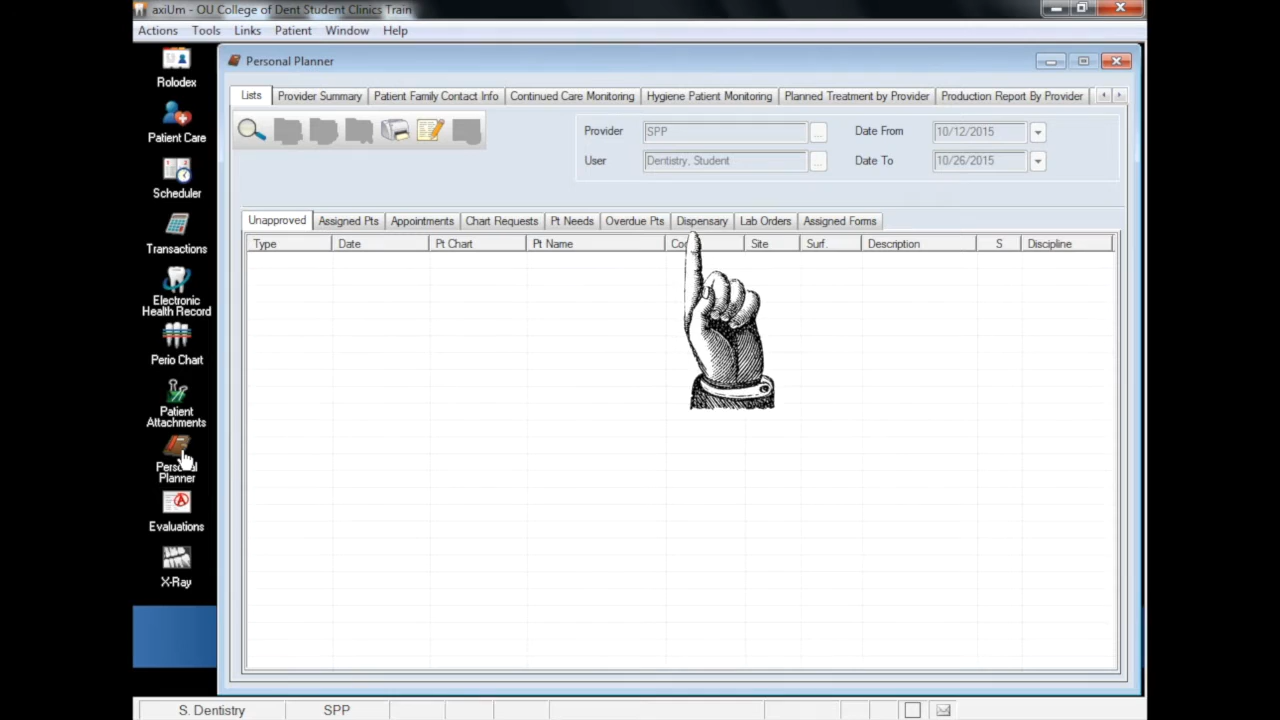 axiUm - OU College of Dent Student Clinics Train
Actions Tools Links Patient Window Help
Rolodex
Patient Care
Scheduler
Transactions
Electronic
Health Record
Perio Chart
Patient
Attachments
Planner
Evaluations
X-Ray
Personal Planner
Lists Provider Summary Patient Family Contact Info Continued Care Monitoring Hygiene Patient Monitoring Planned Treatment by Provider Production Report By Provider
Provider SPP Date From 10/12/2015
User Dentistry, Student Date To 10/26/2015
Unapproved Assigned Pts Appointments Chart Requests Pt Needs Overdue Pts Dispensary Lab Orders Assigned Forms
Type Date Pt Chart Pt Name Site Surf. Description S Discipline
S. Dentistry SPP